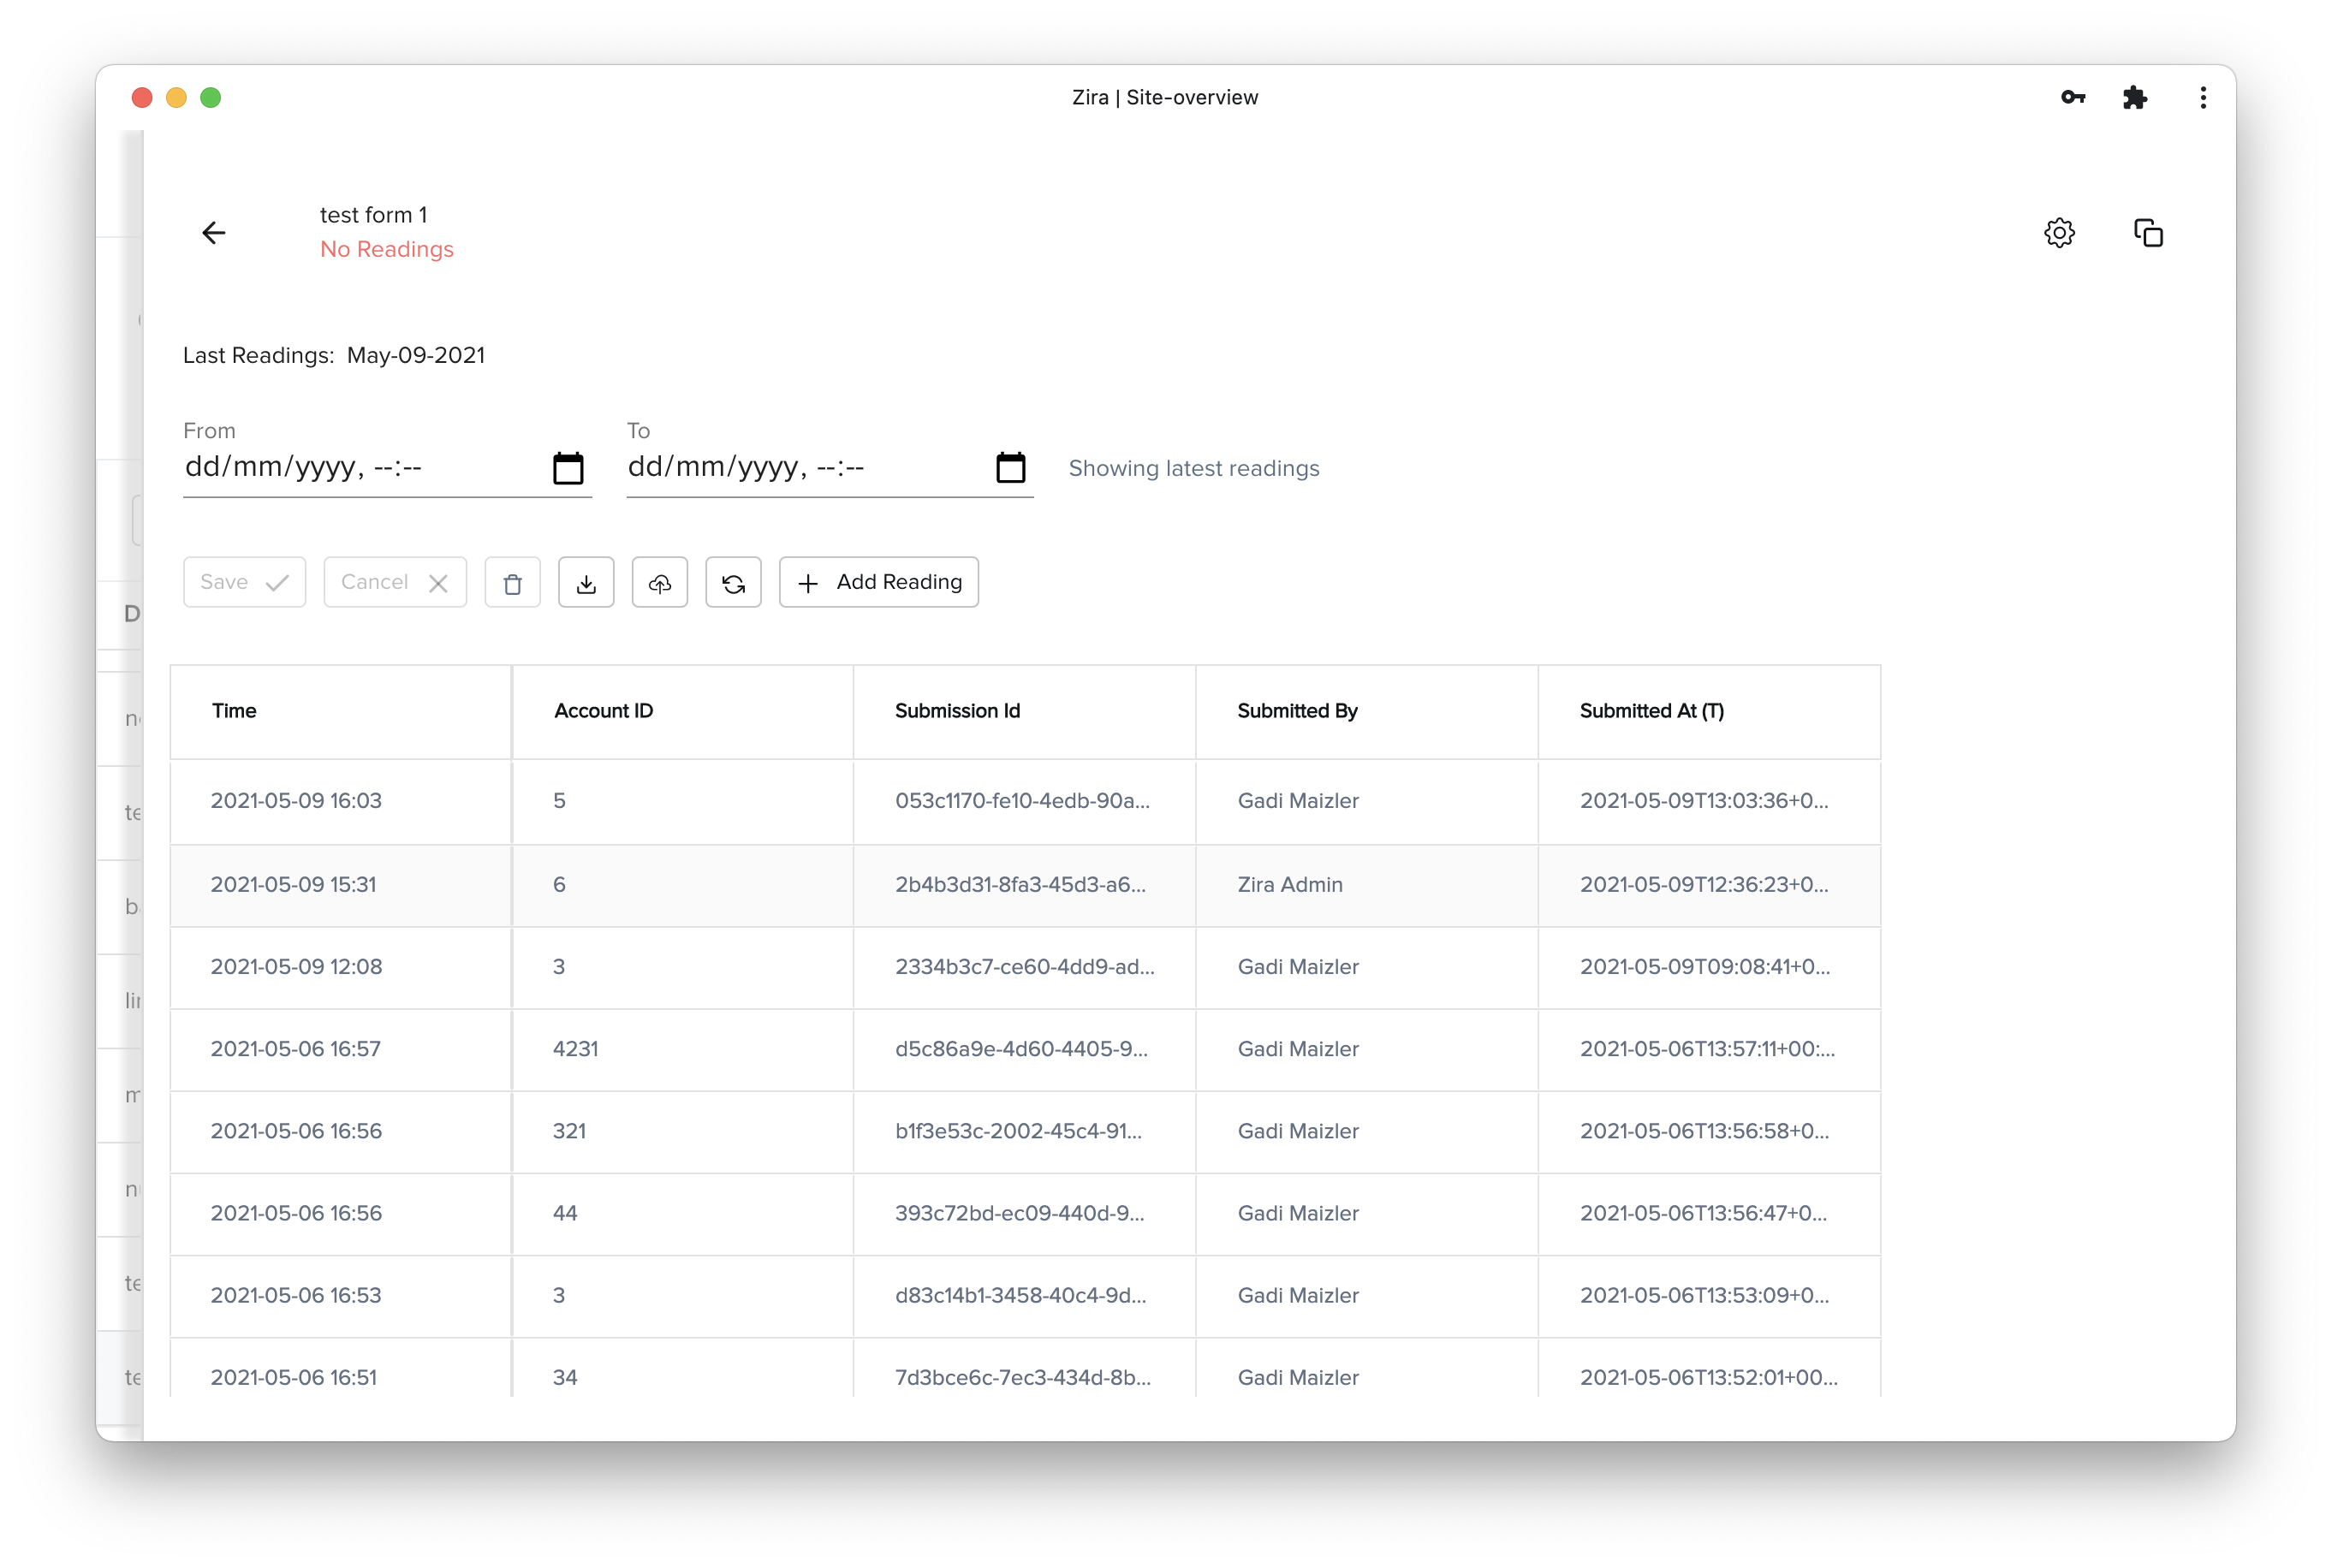 Zira | Site-overview
test form 1
No Readings
Last Readings: May-09-2021
From
To
dd/mm/yyyy, --:--
dd/mm/yyyy, --:--
Showing latest readings
Save
Cancel
Add Reading
Time Account ID Submission Id Submitted By Submitted At (T)
2021-05-09 16:03 5 053c1170-fe10-4edb-90a... Gadi Maizler 2021-05-09T13:03:36+0...
2021-05-09 15:31 6 2b4b3d31-8fa3-45d3-a6... Zira Admin 2021-05-09T12:36:23+0...
2021-05-09 12:08 3 2334b3c7-ce60-4dd9-ad... Gadi Maizler 2021-05-09T09:08:41+0...
2021-05-06 16:57 4231 d5c86a9e-4d60-4405-9... Gadi Maizler 2021-05-06T13:57:11+00:...
2021-05-06 16:56 321 b1f3e53c-2002-45c4-91... Gadi Maizler 2021-05-06T13:56:58+0...
2021-05-06 16:56 44 393c72bd-ec09-440d-9... Gadi Maizler 2021-05-06T13:56:47+0...
2021-05-06 16:53 3 d83c14b1-3458-40c4-9d... Gadi Maizler 2021-05-06T13:53:09+0...
2021-05-06 16:51 34 7d3bce6c-7ec3-434d-8b... Gadi Maizler 2021-05-06T13:52:01+00...